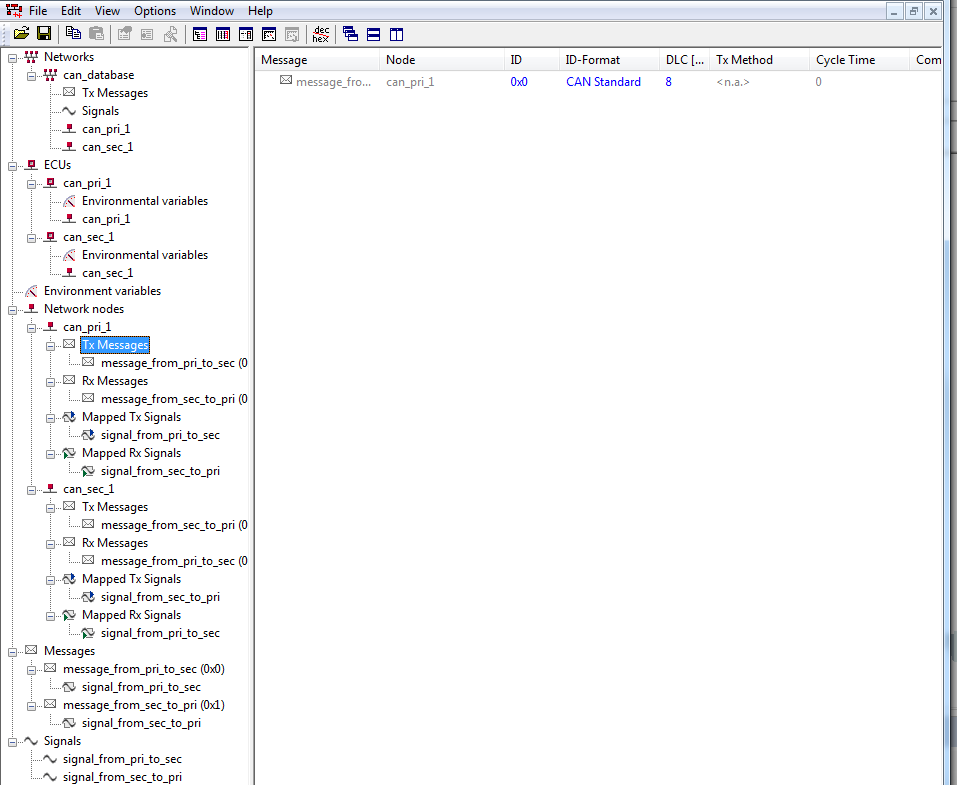 File Edit View Options Window Help
dec
hex
Networks
can_database
Tx Messages
Signals
can_pri_1
can_sec_1
ECUs
can_pri_1
Environmental variables
can_pri_1
can_sec_1
Environmental variables
can_sec_1
Environment variables
Network nodes
can_pri_1
Tx Messages
message_from_pri_to_sec (0
Rx Messages
message_from_sec_to_pri (0
Mapped Tx Signals
signal_from_pri_to_sec
Mapped Rx Signals
signal_from_sec_to_pri
can_sec_1
Tx Messages
message_from_sec_to_pri (0
Rx Messages
message_from_pri_to_sec (0
Mapped Tx Signals
signal_from_sec_to_pri
Mapped Rx Signals
signal_from_pri_to_sec
Messages
message_from_pri_to_sec (0x0)
signal_from_pri_to_sec
message_from_sec_to_pri (0x1)
signal_from_sec_to_pri
Signals
signal_from_pri_to_sec
signal_from_sec_to_pri
Message Node ID ID-Format DLC [... Tx Method Cycle Time Com
message_fro... can_pri_1 0x0 CAN Standard 8 <n.a.> 0